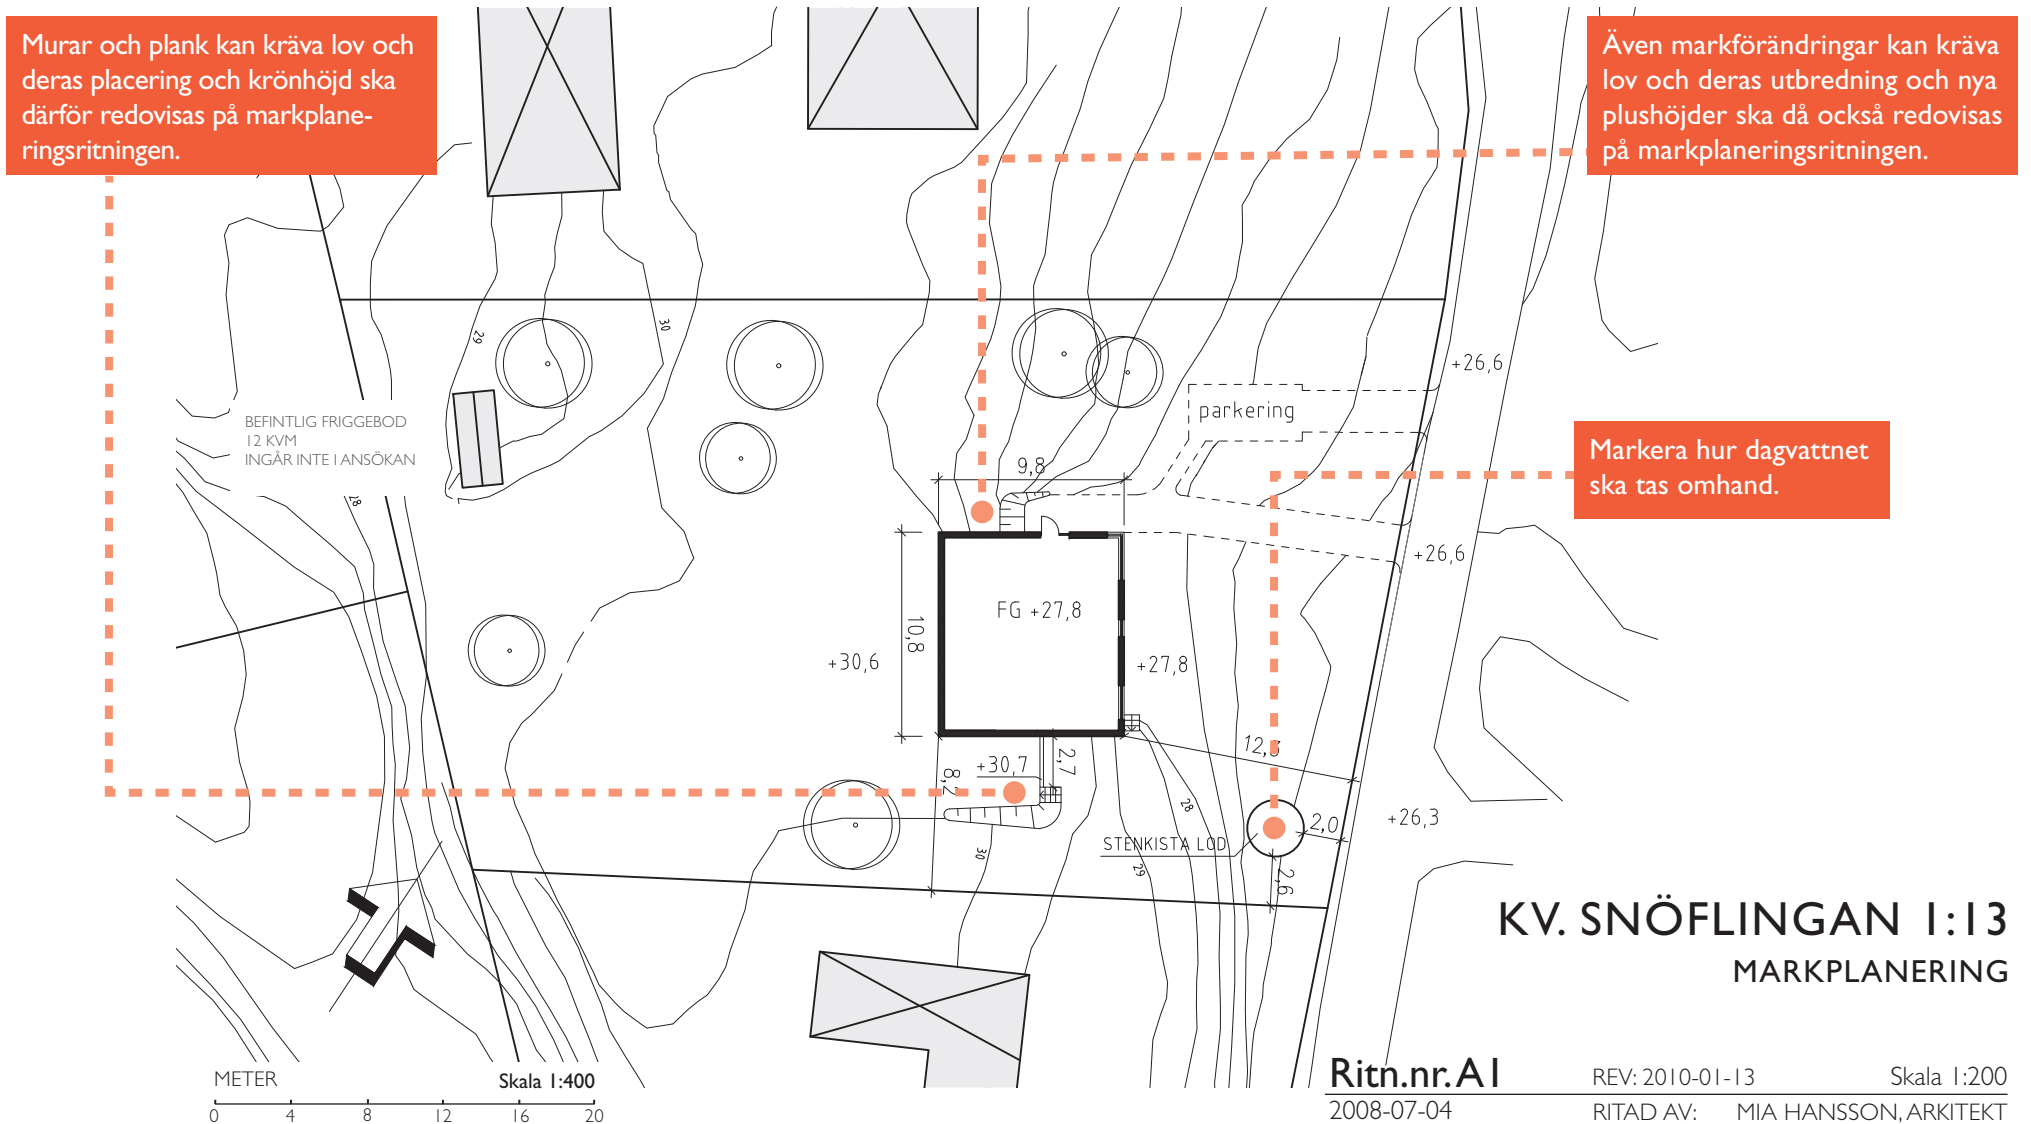 Murar och plank kan kräva lov och
deras placering och krönhöjd ska
därför redovisas på markplane-
ringsritningen.
Även markförändringar kan kräva
lov och deras utbredning och nya
plushöjder ska då också redovisas
på markplaneringsritningen.
29
30
+26,6
parkering
BEFINTLIG FRIGGEBOD
12 KVM
INGÅR INTE I ANSÖKAN
Markera hur dagvattnet
ska tas omhand.
9,8
28
+26,6
FG +27,8
10,8
+30,6
+27,8
12,3
+30,7
2,7
8,2
28
+26,3
2,0
STENKISTA LOD
30
29
2,6
KV. SNÖFLINGAN 1:13
MARKPLANERING
METER
Skala 1:400
0 4 8 12 16 20
Ritn.nr. A1
REV: 2010-01-13
Skala 1:200
2008-07-04
RITAD AV: MIA HANSSON, ARKITEKT